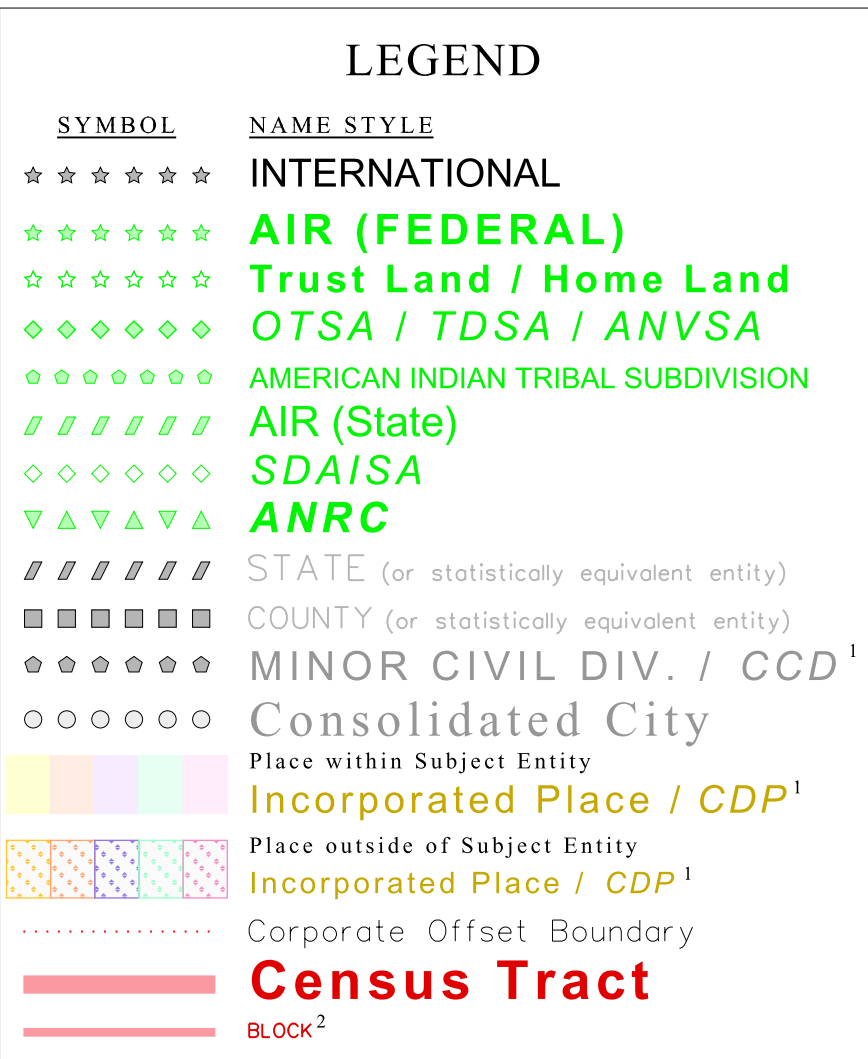 LEGEND
SYMBOL NAME STYLE
INTERNATIONAL
AIR (FEDERAL)
Trust Land / Home Land
OTSA / TDSA / ANVSA
AMERICAN INDIAN TRIBAL SUBDIVISION
AIR (State)
SDAISA
ANRC
STATE (or statistically equivalent entity)
COUNTY (or statistically equivalent entity)
MINOR CIVIL DIV. / CCD 1
Consolidated City
Place within Subject Entity
Incorporated Place / CDP 1
Place outside of Subject Entity
Incorporated Place / CDP 1
Corporate Offset Boundary
Census Tract
BLOCK 2